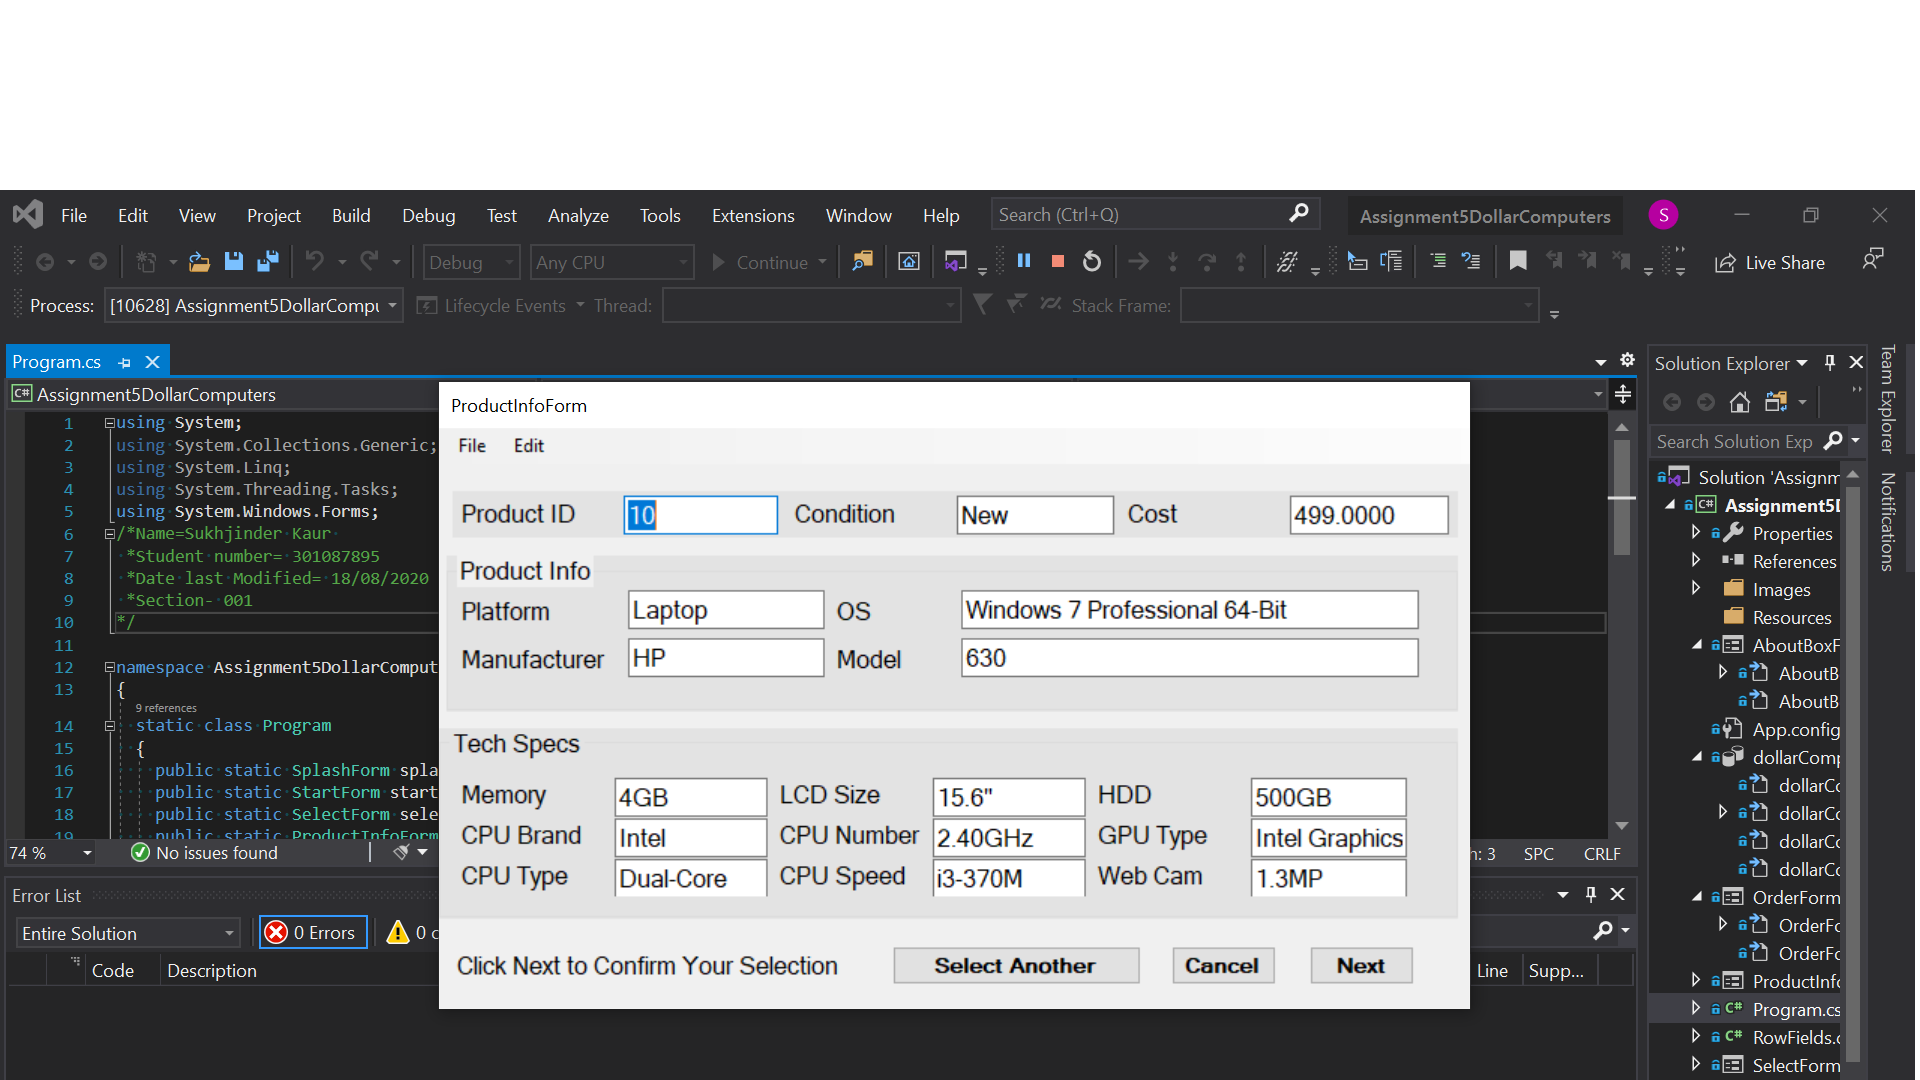 File Edit View Project Build Debug Test Analyze Tools Extensions Window Help Search (Ctrl+Q) Assignment5DollarComputers S
Debug Any CPU Continue Live Share
Process: [10628] Assignment5DollarCompu Lifecycle Events Thread: Stack Frame:
Program.cs
C# Assignment5DollarComputers
1 using System;
2 using System.Collections.Generic;
3 using System.Linq;
4 using System.Threading.Tasks;
5 using System.Windows.Forms;
6 /*Name=Sukhjinder Kaur
7 *Student number= 301087895
8 *Date last Modified= 18/08/2020
9 *Section- 001
10 */
11
12 namespace Assignment5DollarComput
13 {
9 references
14 static class Program
15 {
16 public static SplashForm spla
17 public static StartForm start
18 public static SelectForm sele
19 public static ProductInfoForm
74 % No issues found
h: 3 SPC CRLF
ProductInfoForm
File Edit
Product ID 10 Condition New Cost 499.0000
Product Info
Platform Laptop OS Windows 7 Professional 64-Bit
Manufacturer HP Model 630
Tech Specs
Memory 4GB LCD Size 15.6" HDD 500GB
CPU Brand Intel CPU Number 2.40GHz GPU Type Intel Graphics
CPU Type Dual-Core CPU Speed i3-370M Web Cam 1.3MP
Click Next to Confirm Your Selection Select Another Cancel Next
Error List
Entire Solution 0 Errors 0
Code Description Line Supp...
Solution Explorer
Search Solution Exp
Solution 'Assignm
C# Assignment5D
Properties
References
Images
Resources
AboutBoxF
AboutB
AboutB
App.config
dollarComp
dollarCo
dollarCo
dollarCo
dollarCo
OrderForm
OrderFo
OrderFo
ProductInfo
C# Program.cs
C# RowFields.c
SelectForm
Team Explorer
Notifications